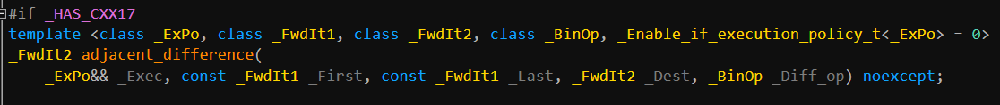 #if _HAS_CXX17
template <class _ExPo, class _FwdIt1, class _FwdIt2, class _BinOp, _Enable_if_execution_policy_t<_ExPo> = 0>
_FwdIt2 adjacent_difference(
    _ExPo&& _Exec, const _FwdIt1 _First, const _FwdIt1 _Last, _FwdIt2 _Dest, _BinOp _Diff_op) noexcept;